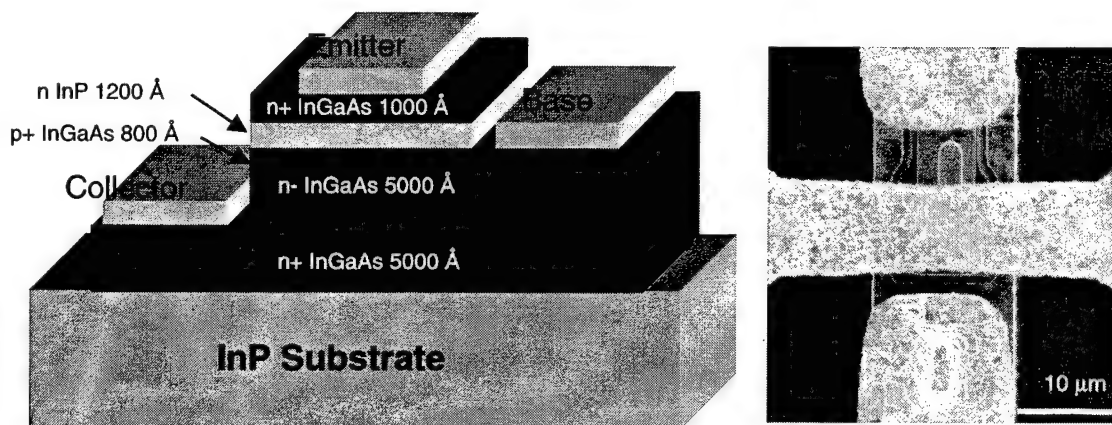 Emitter
n InP 1200 Å
n+ InGaAs 1000 Å
Base
p+ InGaAs 800 Å
Collector
n- InGaAs 5000 Å
n+ InGaAs 5000 Å
InP Substrate
10 μm